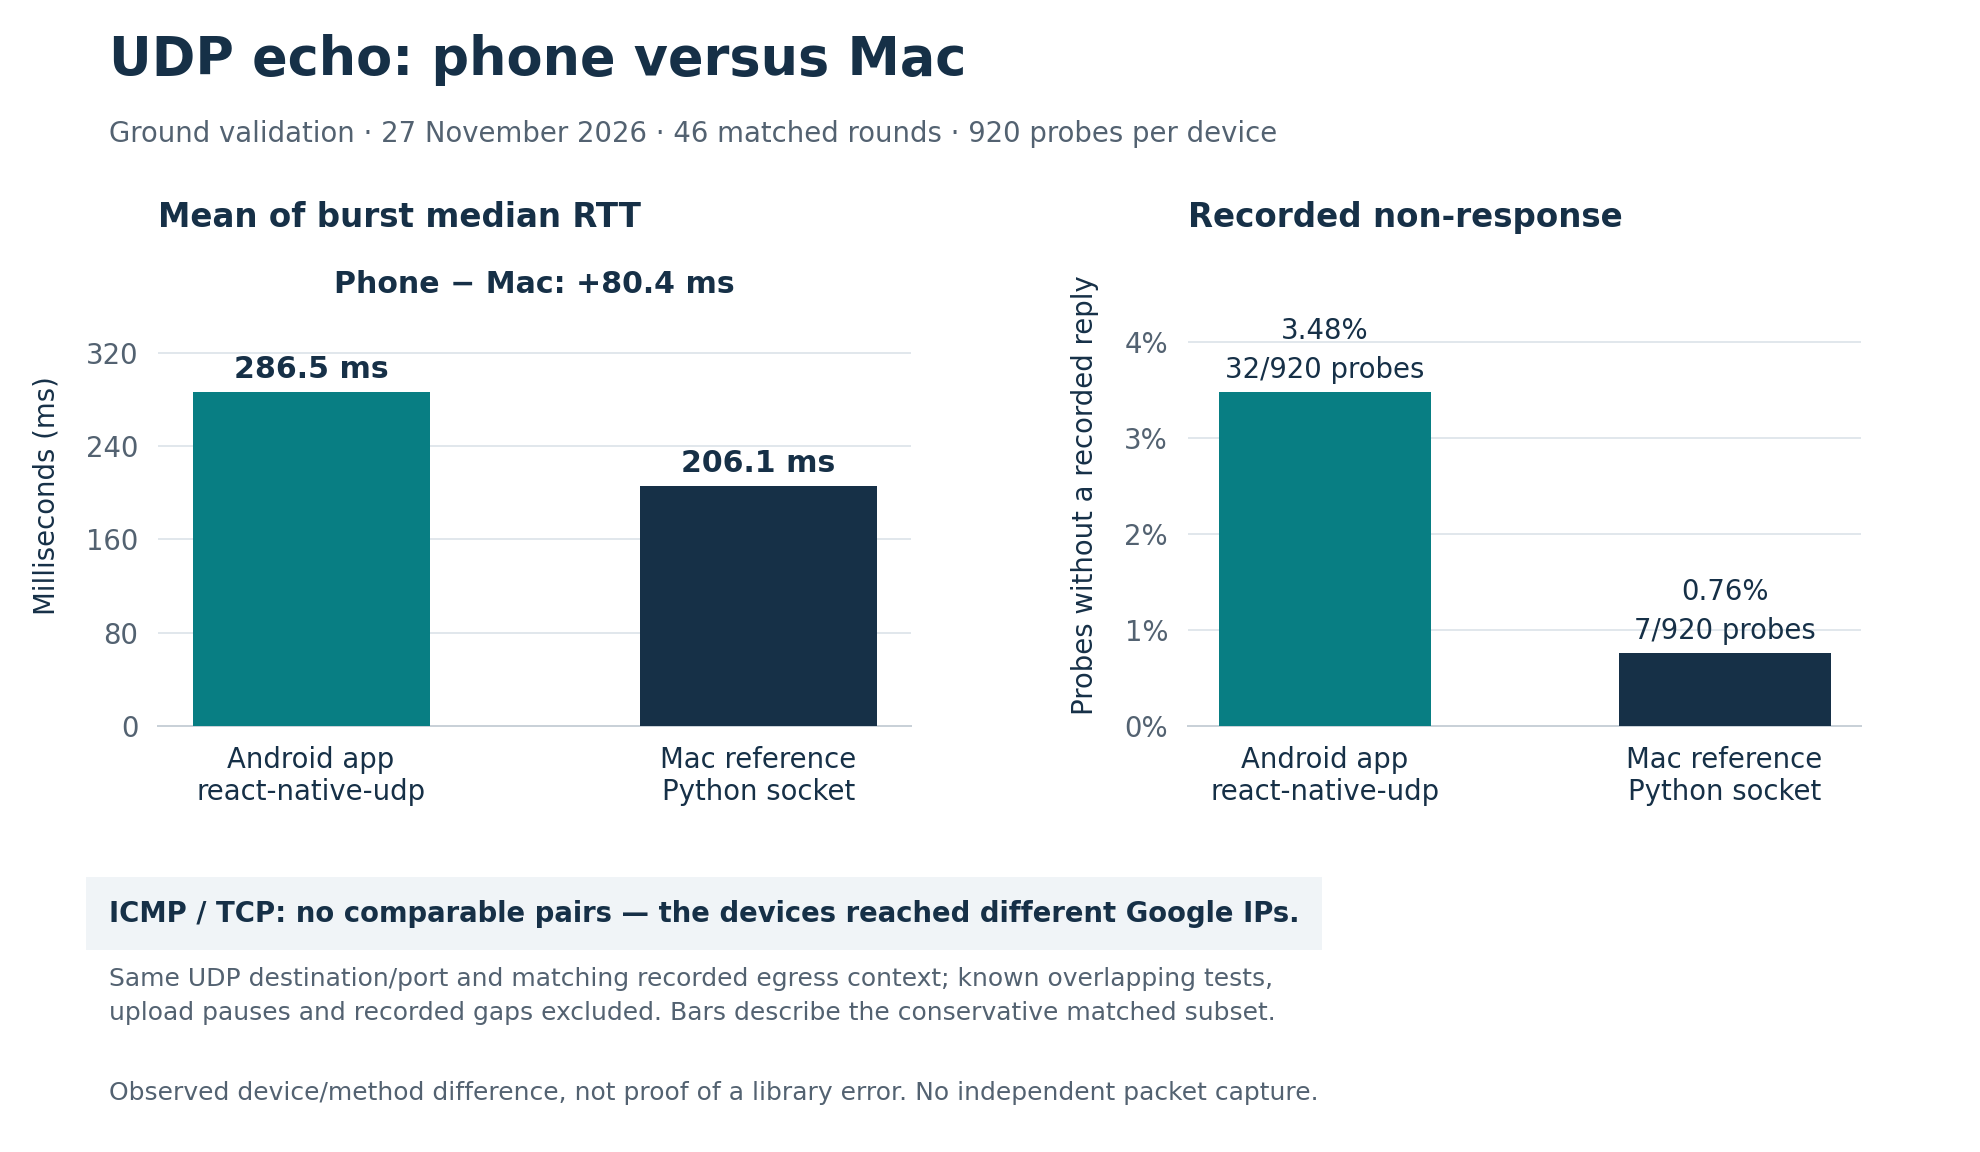 UDP echo: phone versus Mac
Ground validation · 27 November 2026 · 46 matched rounds · 920 probes per device
Mean of burst median RTT
Phone − Mac: +80.4 ms
Milliseconds (ms)
320
240
160
80
0
286.5 ms
206.1 ms
Android app
react-native-udp
Mac reference
Python socket
Recorded non-response
Probes without a recorded reply
4%
3%
2%
1%
0%
3.48%
32/920 probes
0.76%
7/920 probes
Android app
react-native-udp
Mac reference
Python socket
ICMP / TCP: no comparable pairs — the devices reached different Google IPs.
Same UDP destination/port and matching recorded egress context; known overlapping tests,
upload pauses and recorded gaps excluded. Bars describe the conservative matched subset.
Observed device/method difference, not proof of a library error. No independent packet capture.